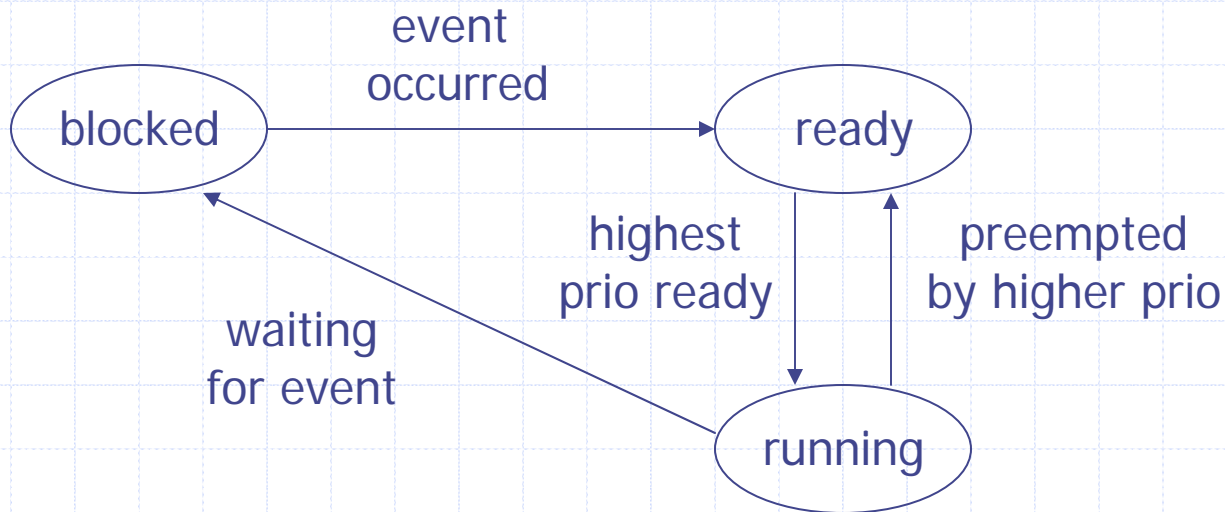 event
occurred
blocked
ready
highest
prio ready
preempted
by higher prio
waiting
for event
running